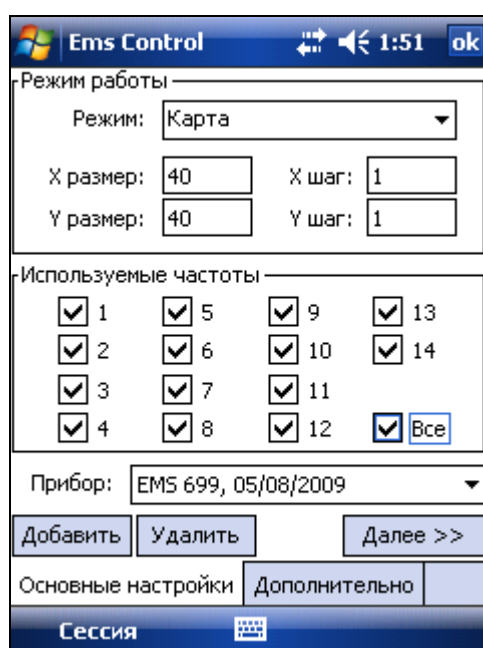 Ems Control 1:51 ok
Режим работы
Режим: Карта
X размер: 40 X шаг: 1
Y размер: 40 Y шаг: 1
Используемые частоты
1 5 9 13
2 6 10 14
3 7 11
4 8 12 Все
Прибор: EMS 699, 05/08/2009
Добавить Удалить Далее >>
Основные настройки Дополнительно
Сессия